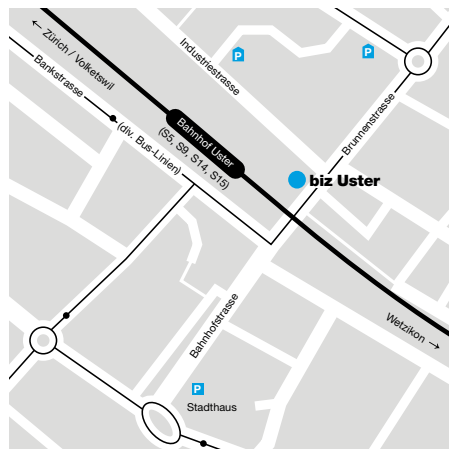 ← Zürich / Volketswil
Industriestrasse
P
P
Bankstrasse
(div. Bus-Linien)
Bahnhof Uster
(S5, S9, S14, S15)
Brunnenstrasse
biz Uster
Bahnhofstrasse
Wetzikon →
P
Stadthaus